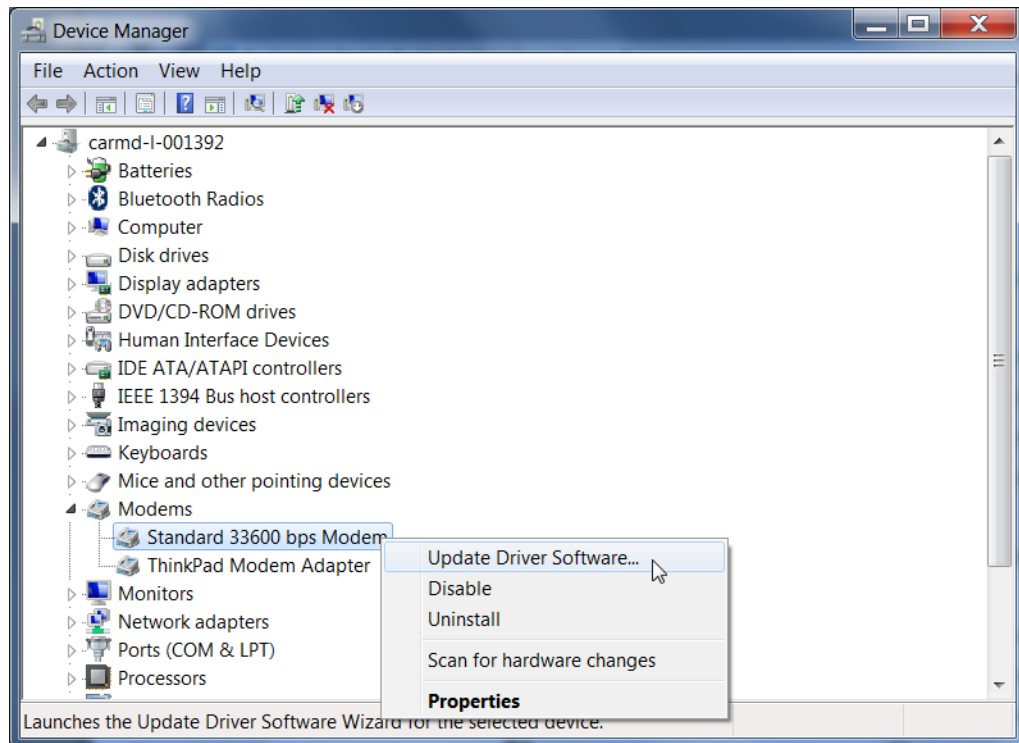 Device Manager
File Action View Help
carmd-l-001392
Batteries
Bluetooth Radios
Computer
Disk drives
Display adapters
DVD/CD-ROM drives
Human Interface Devices
IDE ATA/ATAPI controllers
IEEE 1394 Bus host controllers
Imaging devices
Keyboards
Mice and other pointing devices
Modems
Standard 33600 bps Modem
ThinkPad Modem Adapter
Monitors
Network adapters
Ports (COM & LPT)
Processors
Update Driver Software...
Disable
Uninstall
Scan for hardware changes
Properties
Launches the Update Driver Software Wizard for the selected device.